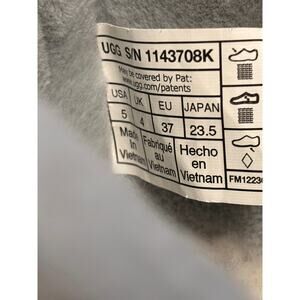 UGG S/N 1143708K
May be covered by Pat:
www.ugg.com/patents
USA UK EU JAPAN
5 4 37 23.5
Made in Vietnam
Fabriqué au Vietnam
Hecho en Vietnam